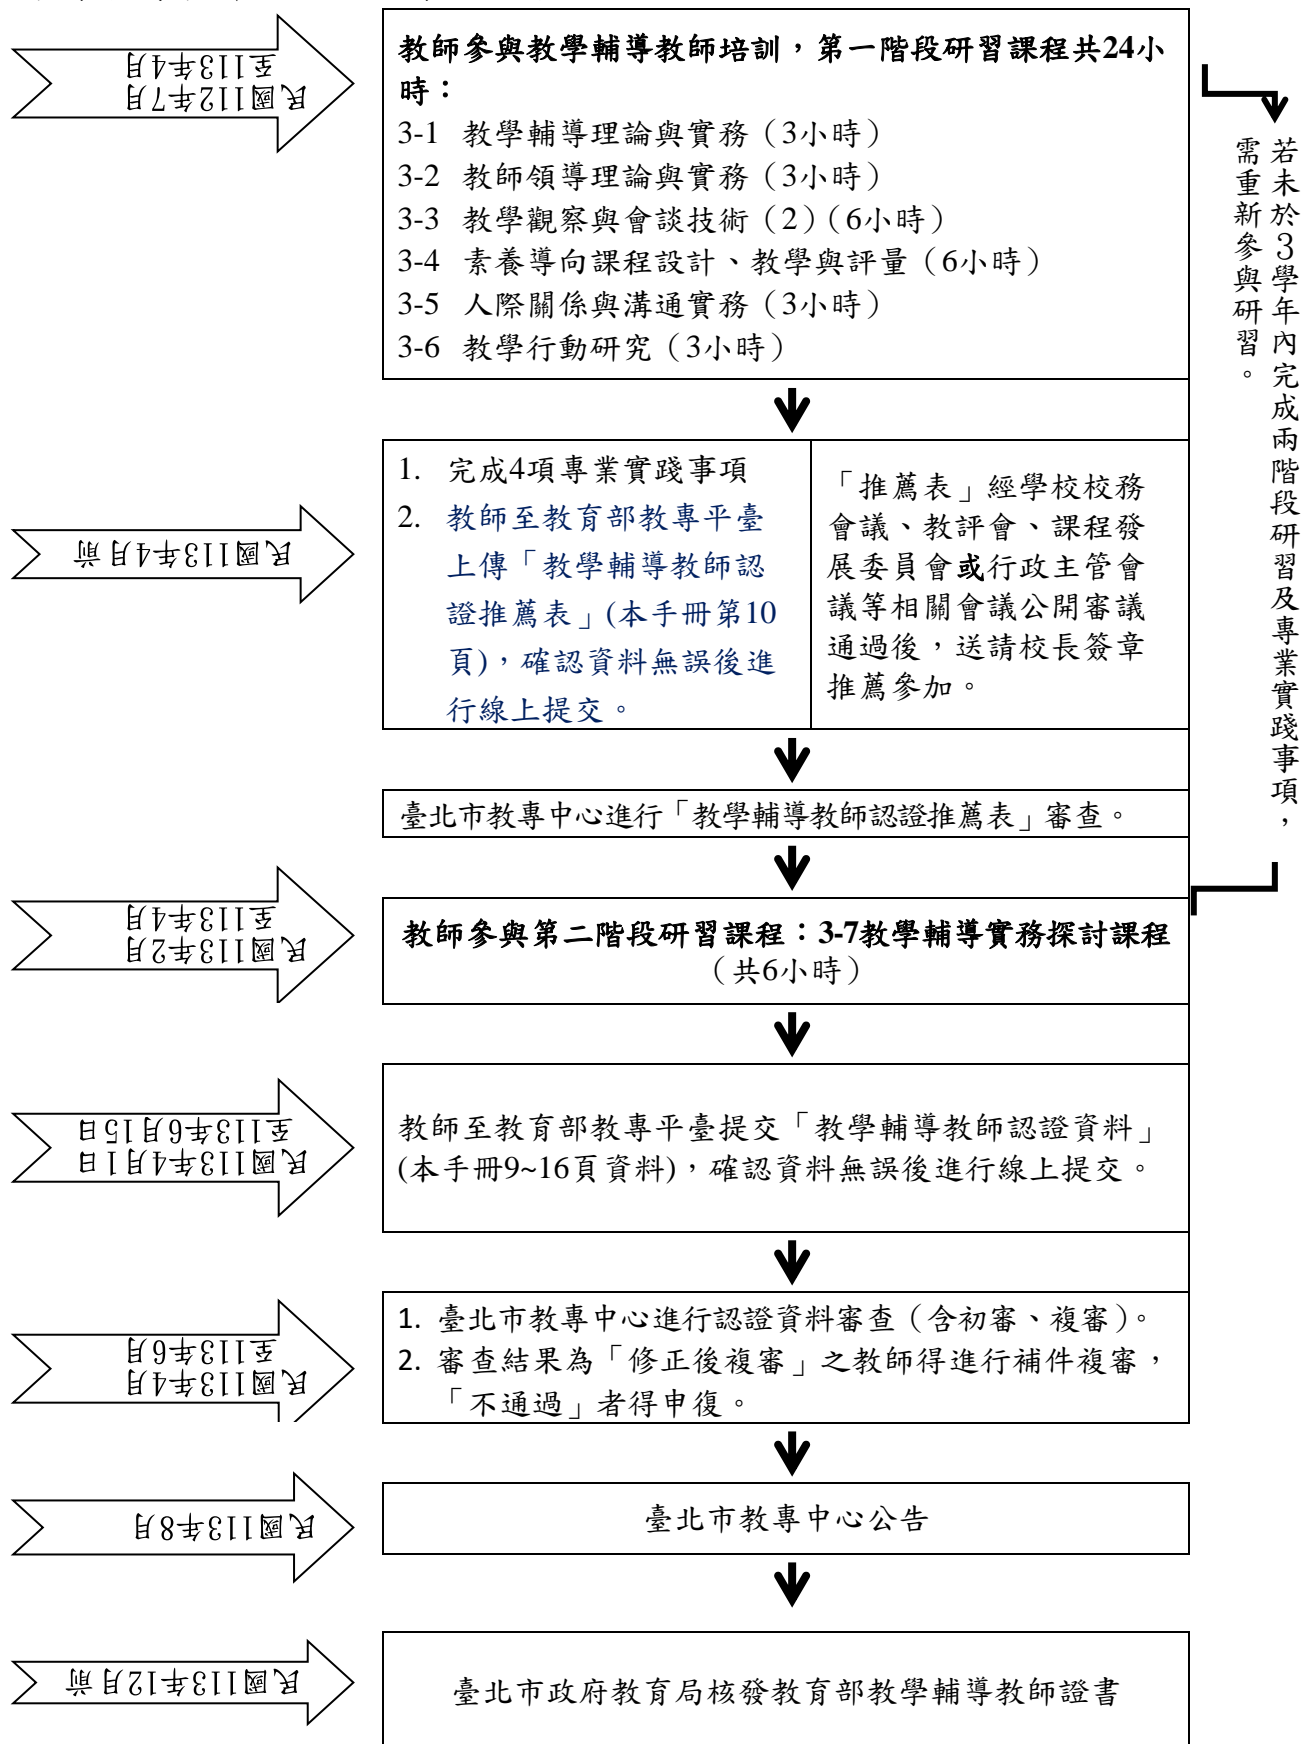 民國112年7月
至113年4月
教師參與教學輔導教師培訓，第一階段研習課程共24小
時：
3-1 教學輔導理論與實務（3小時）
3-2 教師領導理論與實務（3小時）
3-3 教學觀察與會談技術（2）（6小時）
3-4 素養導向課程設計、教學與評量（6小時）
3-5 人際關係與溝通實務（3小時）
3-6 教學行動研究（3小時）
若未於3學年內完成兩階段研習及專業實踐事項，
需重新參與研習。
民國113年4月前
1. 完成4項專業實踐事項
2. 教師至教育部教專平臺
上傳「教學輔導教師認
證推薦表」(本手冊第10
頁)，確認資料無誤後進
行線上提交。
「推薦表」經學校校務
會議、教評會、課程發
展委員會或行政主管會
議等相關會議公開審議
通過後，送請校長簽章
推薦參加。
臺北市教專中心進行「教學輔導教師認證推薦表」審查。
民國113年2月
至113年4月
教師參與第二階段研習課程：3-7教學輔導實務探討課程
（共6小時）
民國113年4月1日
至113年6月15日
教師至教育部教專平臺提交「教學輔導教師認證資料」
(本手冊9~16頁資料)，確認資料無誤後進行線上提交。
民國113年4月
至113年6月
1. 臺北市教專中心進行認證資料審查（含初審、複審）。
2. 審查結果為「修正後複審」之教師得進行補件複審，
「不通過」者得申復。
民國113年8月
臺北市教專中心公告
民國113年12月前
臺北市政府教育局核發教育部教學輔導教師證書